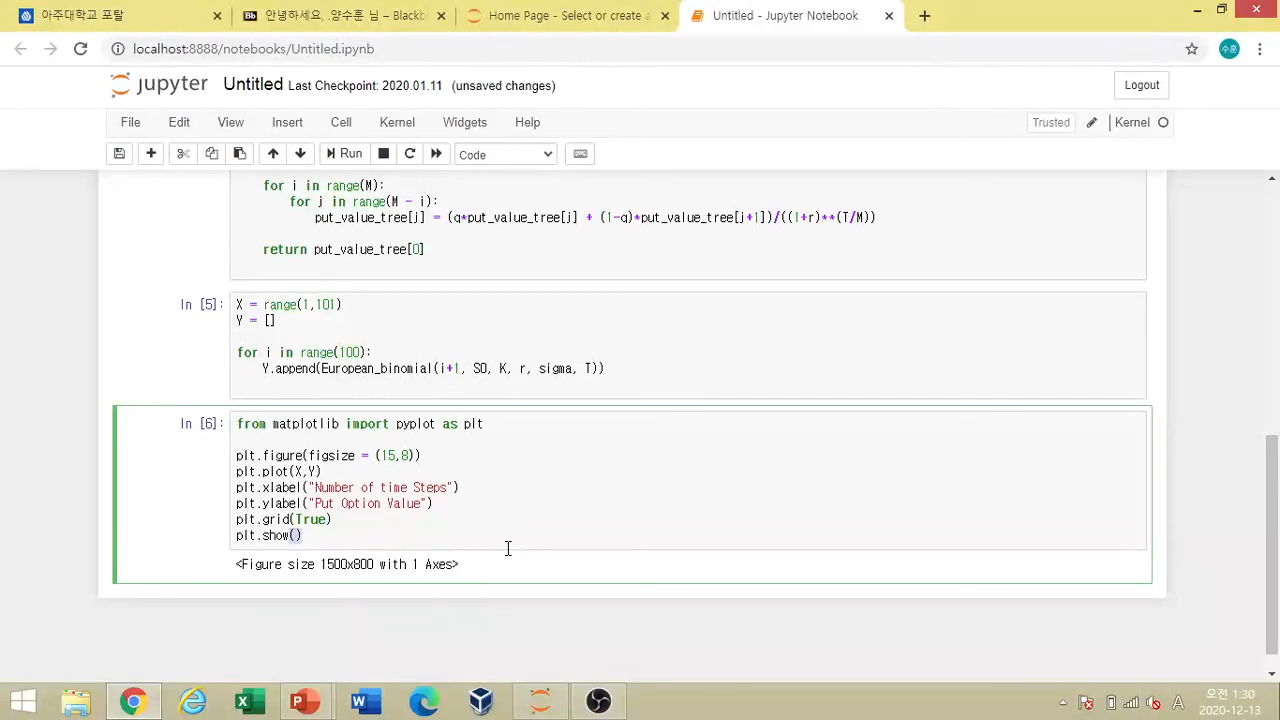 아주대학교 포탈
Bb 안녕하세요, .양수훈 님 – Blackb
Home Page - Select or create a
Untitled - Jupyter Notebook
localhost:8888/notebooks/Untitled.ipynb
수훈
jupyter Untitled Last Checkpoint: 2020.01.11 (unsaved changes)
Logout
File Edit View Insert Cell Kernel Widgets Help
Trusted Kernel
Run Code
for i in range(M):
for j in range(M - i):
put_value_tree[j] = (q*put_value_tree[j] + (1-q)*put_value_tree[j+1])/((1+r)**(T/M))
return put_value_tree[0]
In [5]: X = range(1,101)
Y = []
for i in range(100):
Y.append(European_binomial(i+1, S0, K, r, sigma, T))
In [6]: from matplotlib import pyplot as plt
plt.figure(figsize = (15,8))
plt.plot(X,Y)
plt.xlabel("Number of time Steps")
plt.ylabel("Put Option Value")
plt.grid(True)
plt.show()
<Figure size 1500x800 with 1 Axes>
A 오전 1:30
2020-12-13